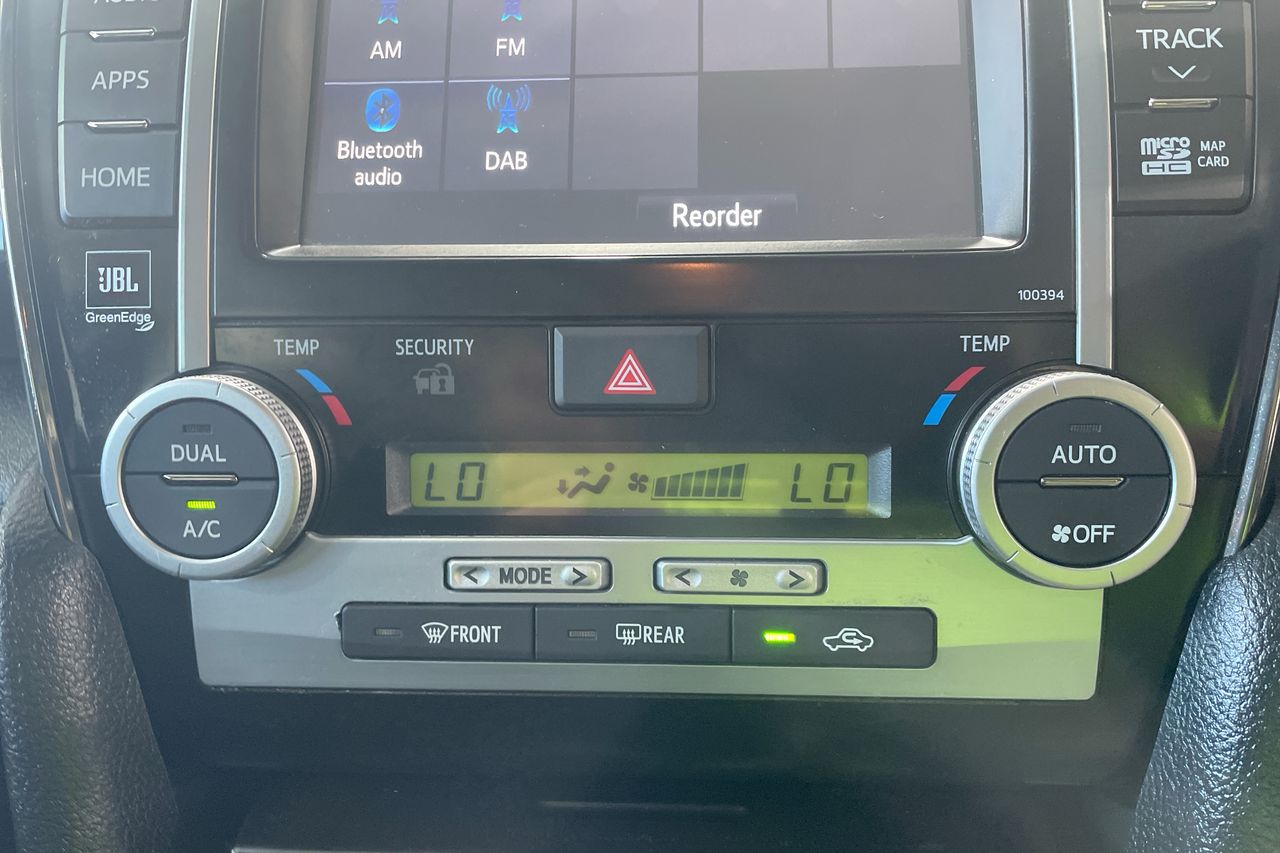 AUDIO
APPS
HOME
AM
FM
Bluetooth
audio
DAB
Reorder
TRACK
micro
SD
HC
MAP
CARD
JBL
GreenEdge
100394
TEMP
SECURITY
TEMP
DUAL
A/C
LO
LO
AUTO
OFF
< MODE >
< >
FRONT
REAR